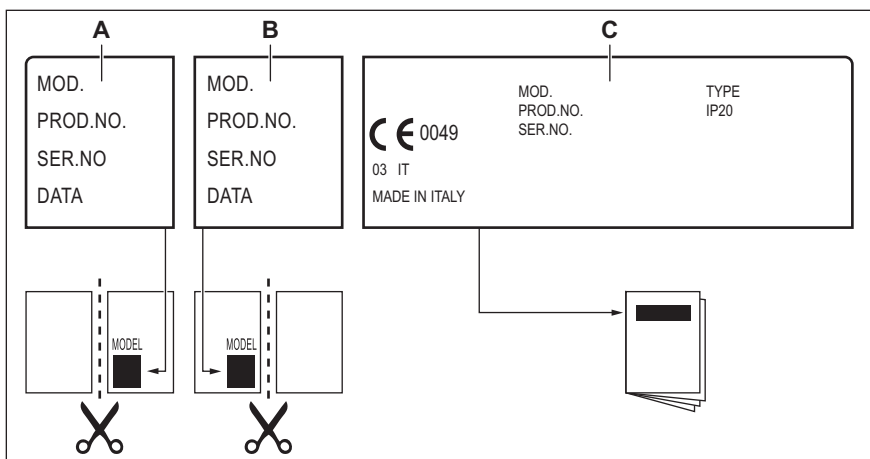 A
B
C
MOD.
PROD.NO.
SER.NO
DATA
MOD.
PROD.NO.
SER.NO
DATA
MOD.
PROD.NO.
SER.NO.
TYPE
IP20
CE 0049
03 IT
MADE IN ITALY
MODEL
MODEL